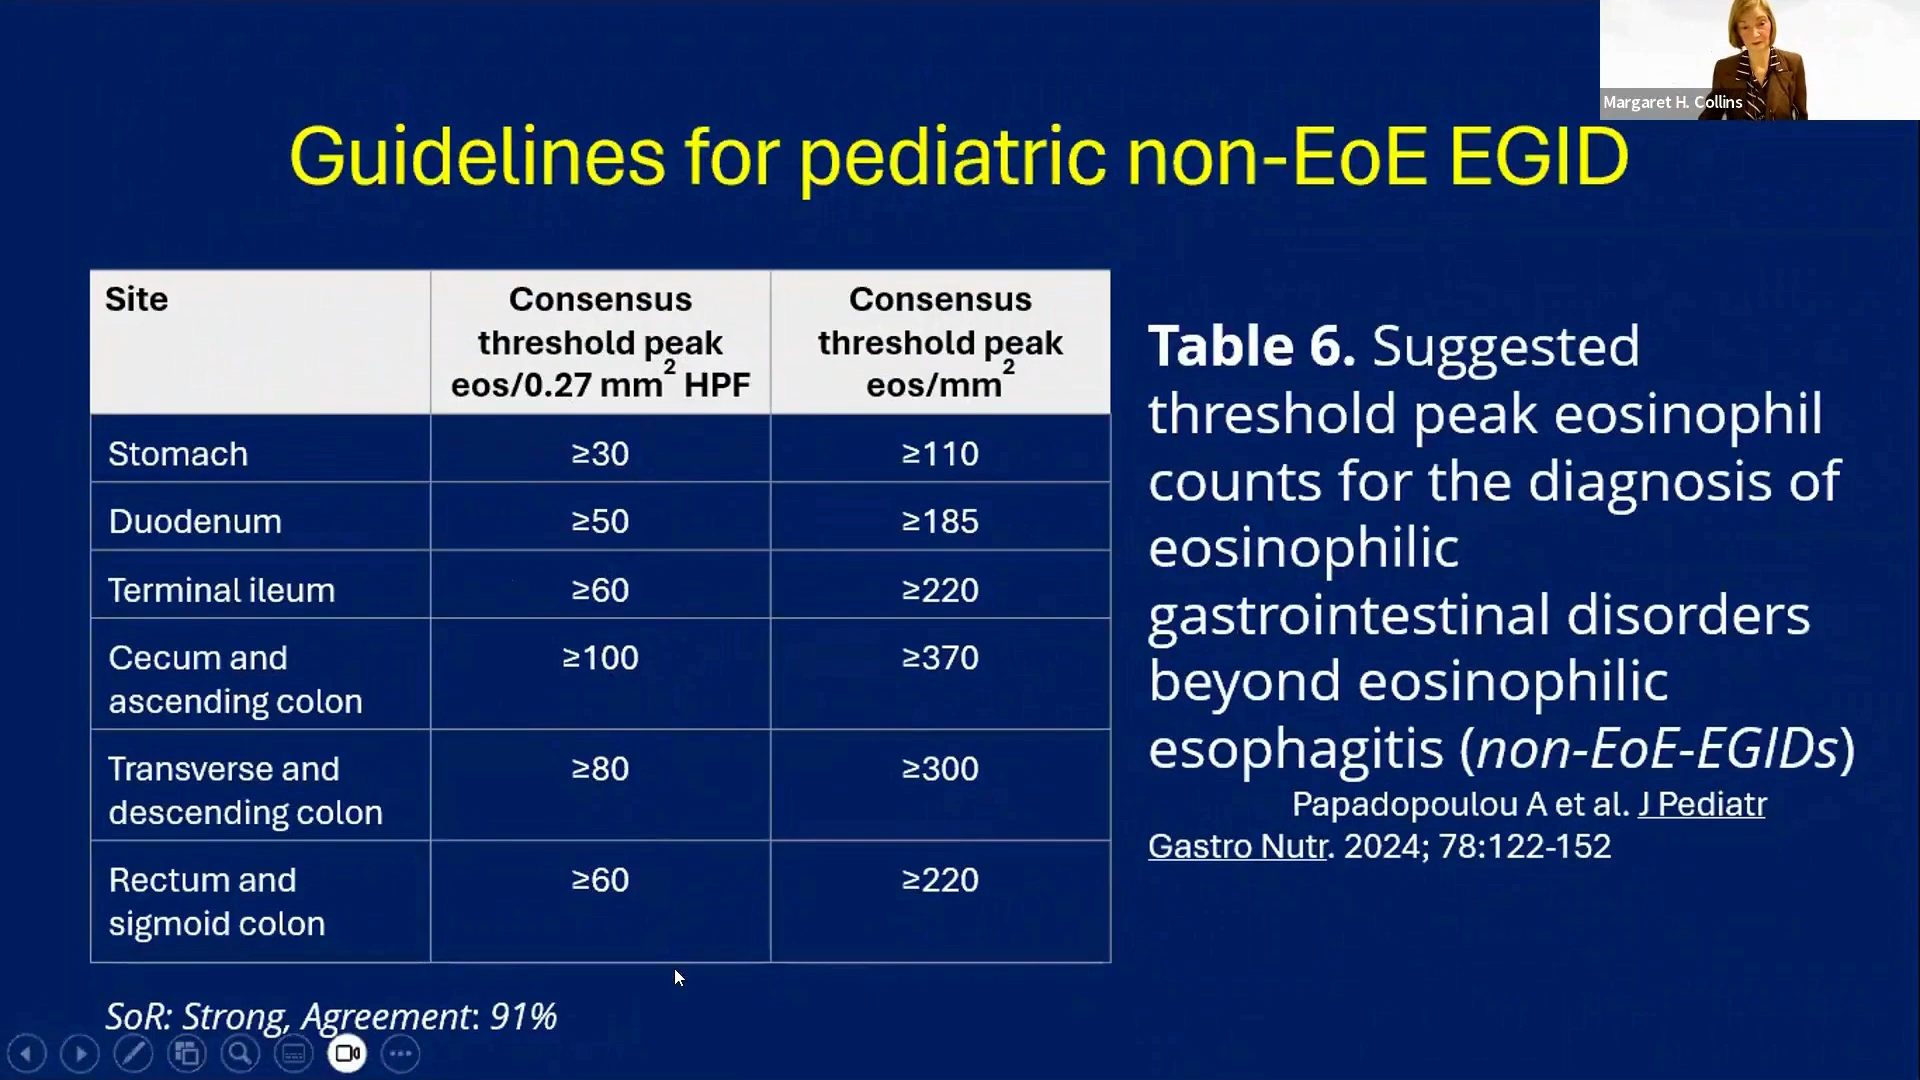 Margaret H. Collins
Guidelines for pediatric non-EoE EGID
Site
Consensus
threshold peak
eos/0.27 mm² HPF
Consensus
threshold peak
eos/mm²
Stomach
≥30
≥110
Duodenum
≥50
≥185
Terminal ileum
≥60
≥220
Cecum and
ascending colon
≥100
≥370
Transverse and
descending colon
≥80
≥300
Rectum and
sigmoid colon
≥60
≥220
SoR: Strong, Agreement: 91%
Table 6. Suggested
threshold peak eosinophil
counts for the diagnosis of
eosinophilic
gastrointestinal disorders
beyond eosinophilic
esophagitis (non-EoE-EGIDs)
Papadopoulou A et al. J Pediatr
Gastro Nutr. 2024; 78:122-152